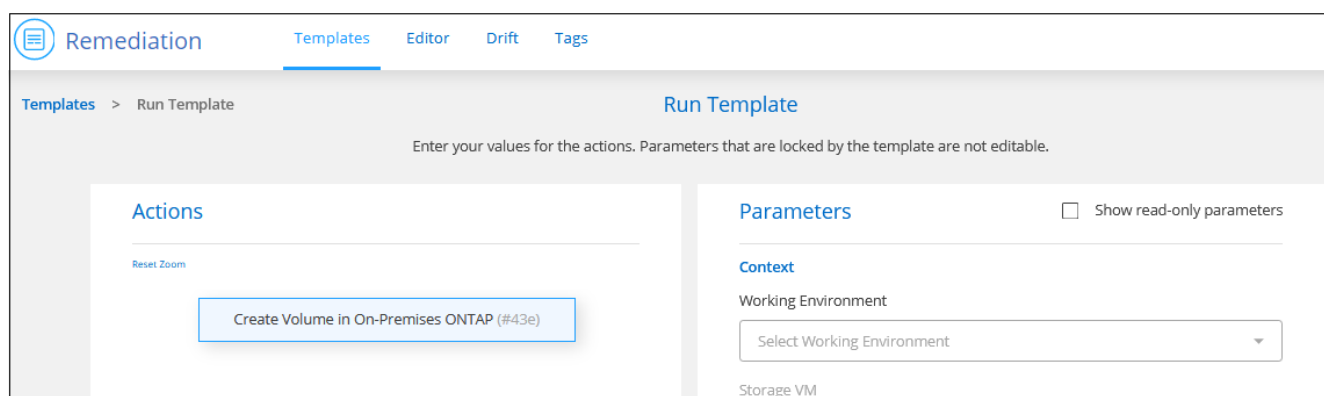 Remediation Templates Editor Drift Tags
Templates > Run Template
Run Template
Enter your values for the actions. Parameters that are locked by the template are not editable.
Actions
Reset Zoom
Create Volume in On-Premises ONTAP (#43e)
Parameters
Show read-only parameters
Context
Working Environment
Select Working Environment
Storage VM